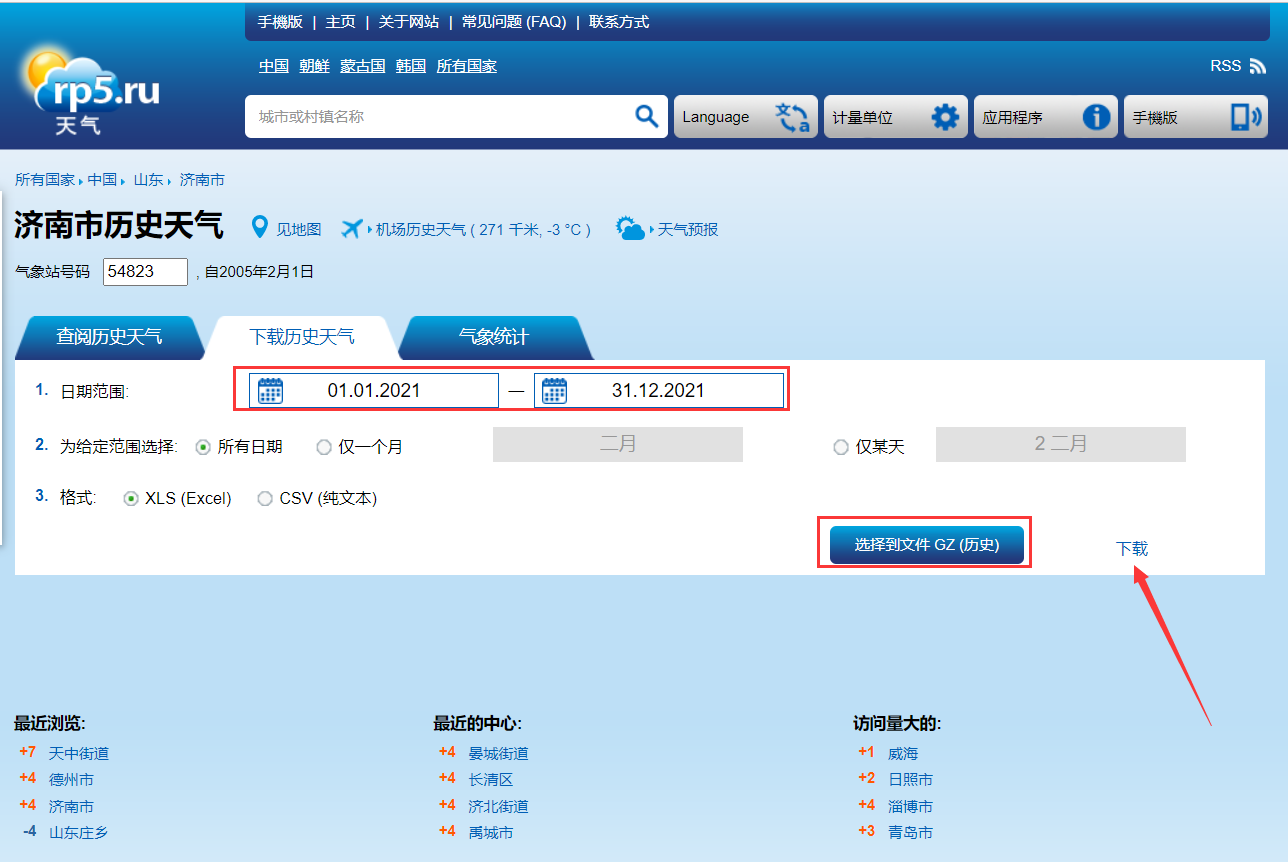 手機版 | 主页 | 关于网站 | 常见问题 (FAQ) | 联系方式
rp5.ru
天气
中国 朝鲜 蒙古国 韩国 所有国家
RSS
城市或村镇名称
Language
计量单位
应用程序
手機版
所有国家 中国 山东 济南市
济南市历史天气 见地图 机场历史天气 ( 271 千米, -3 °C ) 天气预报
气象站号码 54823 , 自2005年2月1日
查阅历史天气 下载历史天气 气象统计
1. 日期范围: 01.01.2021 — 31.12.2021
2. 为给定范围选择: 所有日期 仅一个月 二月 仅某天 2 二月
3. 格式: XLS (Excel) CSV (纯文本)
选择到文件 GZ (历史) 下载
最近浏览:
+7 天中街道
+4 德州市
+4 济南市
-4 山东庄乡
最近的中心:
+4 晏城街道
+4 长清区
+4 济北街道
+4 禹城市
访问量大的:
+1 威海
+2 日照市
+4 淄博市
+3 青岛市